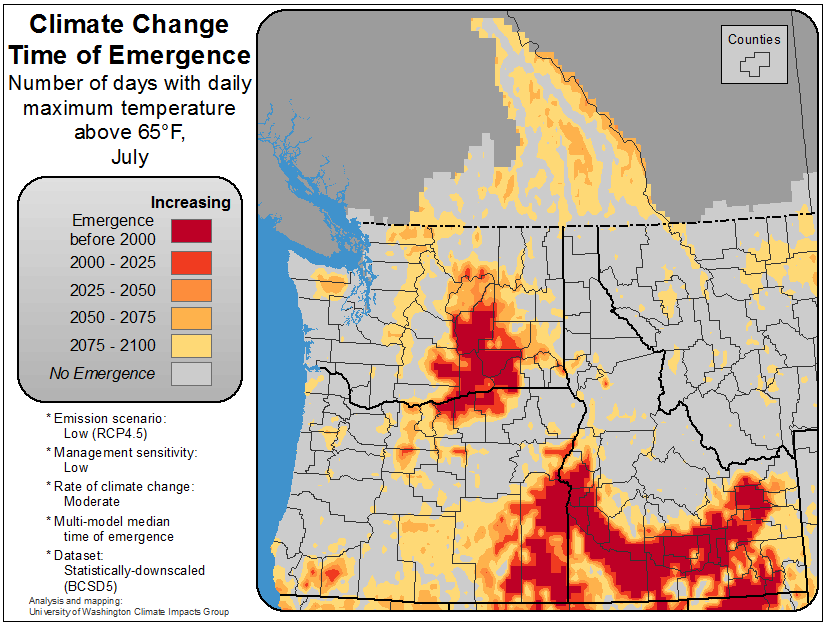 Climate Change
Time of Emergence
Number of days with daily
maximum temperature
above 65°F,
July
Increasing
Emergence
before 2000
2000 - 2025
2025 - 2050
2050 - 2075
2075 - 2100
No Emergence
* Emission scenario:
Low (RCP4.5)
* Management sensitivity:
Low
* Rate of climate change:
Moderate
* Multi-model median
time of emergence
* Dataset:
Statistically-downscaled
(BCSD5)
Analysis and mapping:
University of Washington Climate Impacts Group
Counties